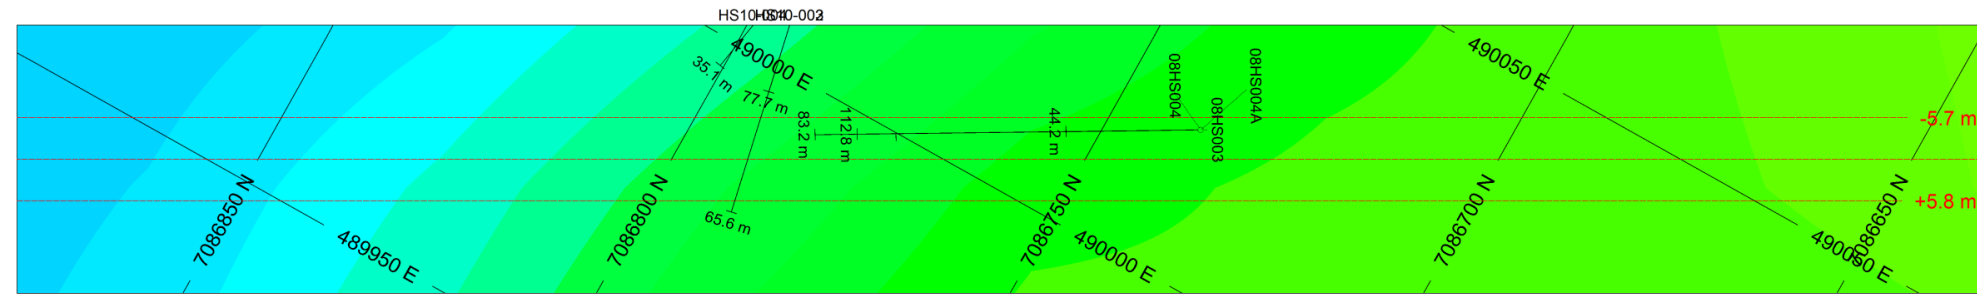 490000 E
490050 E
35.1 m
77.7 m
83.2 m
112.8 m
44.2 m
08HS004
08HS003
08HS004A
-5.7 m
7086850 N
7086800 N
7086750 N
7086700 N
7086650 N
+5.8 m
65.6 m
489950 E
490000 E
490050 E